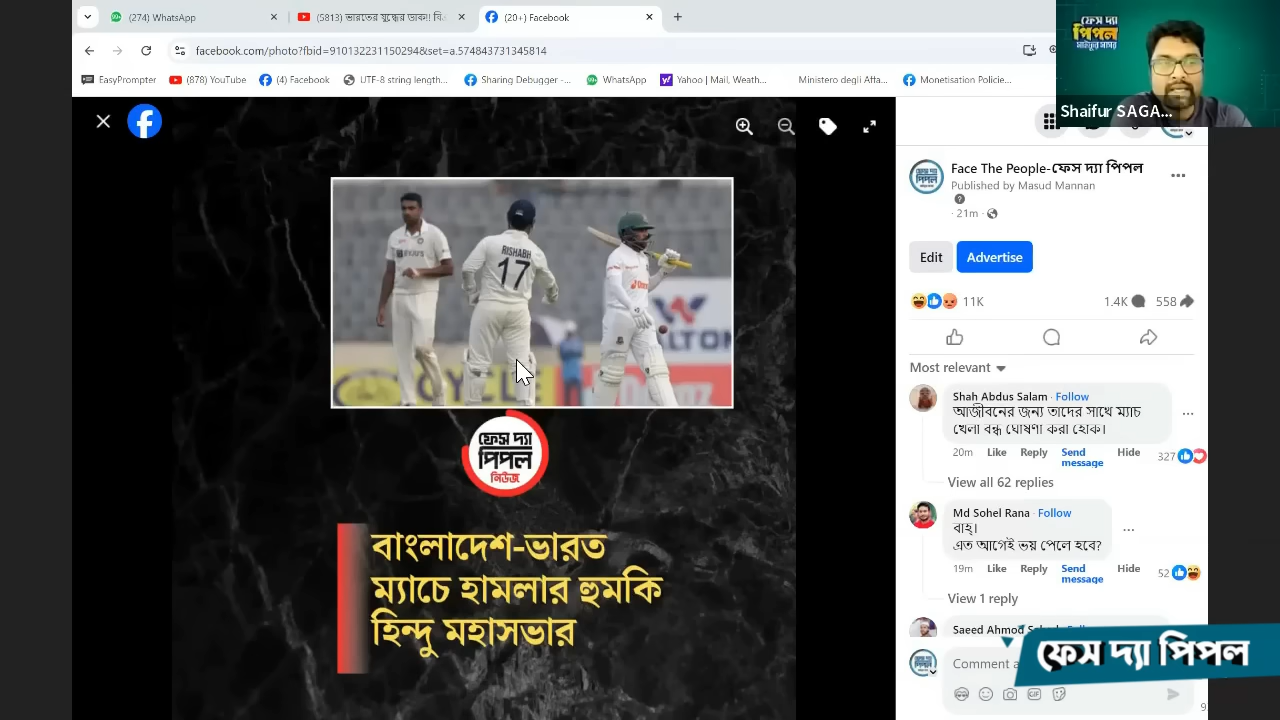 (274) WhatsApp
(5813) ভারতের যুদ্ধের ডাক!!
(20+) Facebook
facebook.com/photo?fbid=910132231150294&set=a.574843731345814
EasyPrompter
(878) YouTube
(4) Facebook
UTF-8 string length...
Sharing Debugger -...
WhatsApp
Yahoo | Mail, Weath...
Ministero degli Affa...
Monetisation Policie...
ফেস দ্যা
পিপল
Shaifur SAGA...
Face The People-ফেস দ্যা পিপল
Published by Masud Mannan
· 21m ·
Edit
Advertise
11K
1.4K
558
Most relevant
Shah Abdus Salam · Follow
আজীবনের জন্য তাদের সাথে ম্যাচ
খেলা বন্ধ ঘোষণা করা হোক।
20m Like Reply Send message Hide 327
View all 62 replies
Md Sohel Rana · Follow
বাহ্।
এত আগেই ভয় পেলে হবে?
19m Like Reply Send message Hide 52
View 1 reply
Saeed Ahmod
Comment a
RISHABH
17
CYCLE
ফেস দ্যা
পিপল
নিউজ
বাংলাদেশ-ভারত
ম্যাচে হামলার হুমকি
হিন্দু মহাসভার
ফেস দ্যা পিপল